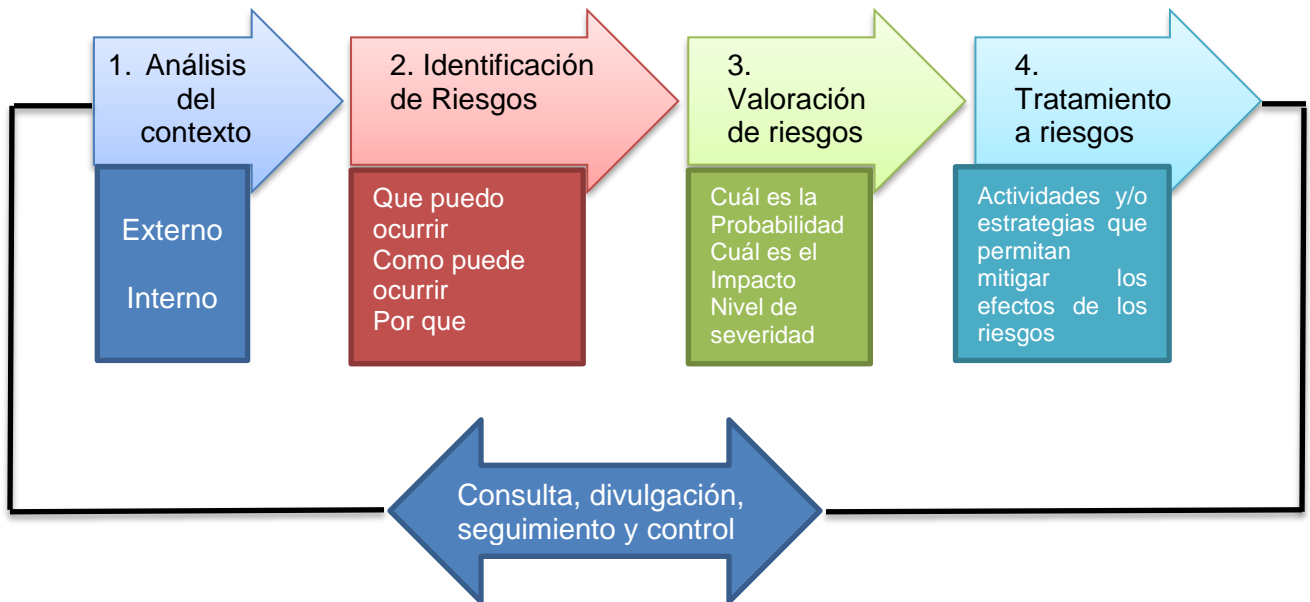 1. Análisis
del
contexto
Externo
Interno
2. Identificación
de Riesgos
Que puedo
ocurrir
Como puede
ocurrir
Por que
3.
Valoración
de riesgos
Cuál es la
Probabilidad
Cuál es el
Impacto
Nivel de
severidad
4.
Tratamiento
a riesgos
Actividades y/o
estrategias que
permitan
mitigar los
efectos de los
riesgos
Consulta, divulgación,
seguimiento y control